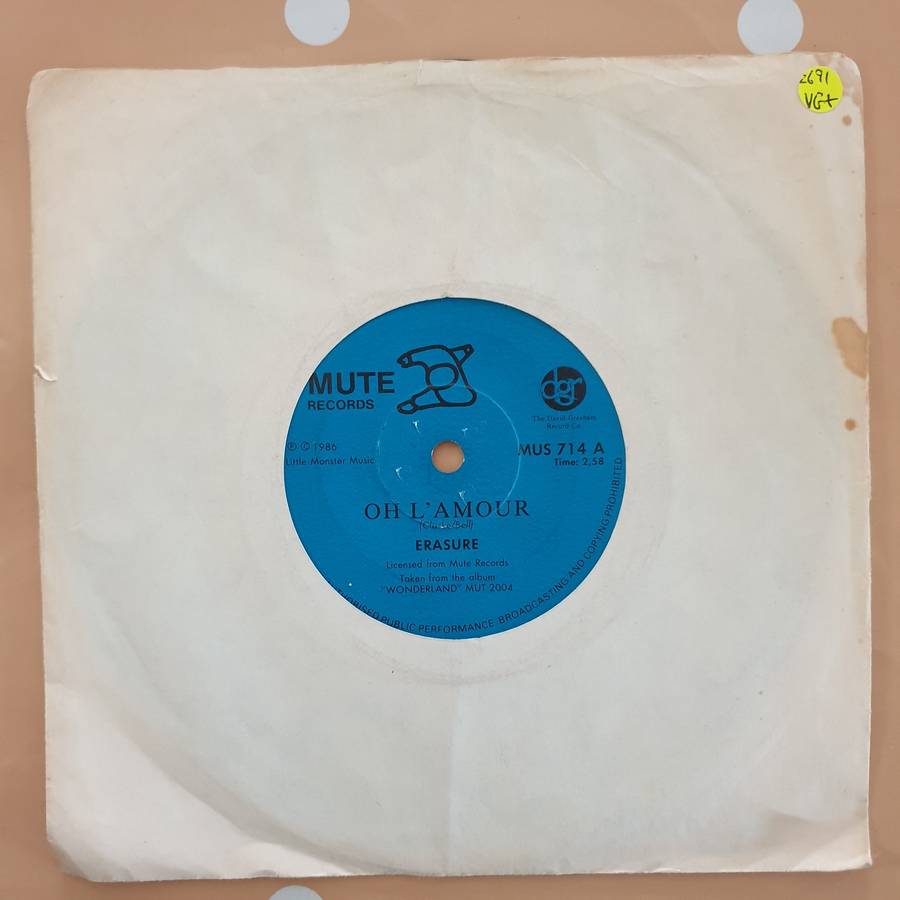 2691
VG+
MUTE
RECORDS
dgr
The David Gresham
Record Co.
℗ © 1986
Little Monster Music
MUS 714 A
Time: 2,58
OH L'AMOUR
(Clarke/Bell)
ERASURE
Licensed from Mute Records
Taken from the album
"WONDERLAND" MUT 2004
PUBLIC PERFORMANCE BROADCASTING AND COPYING PROHIBITED